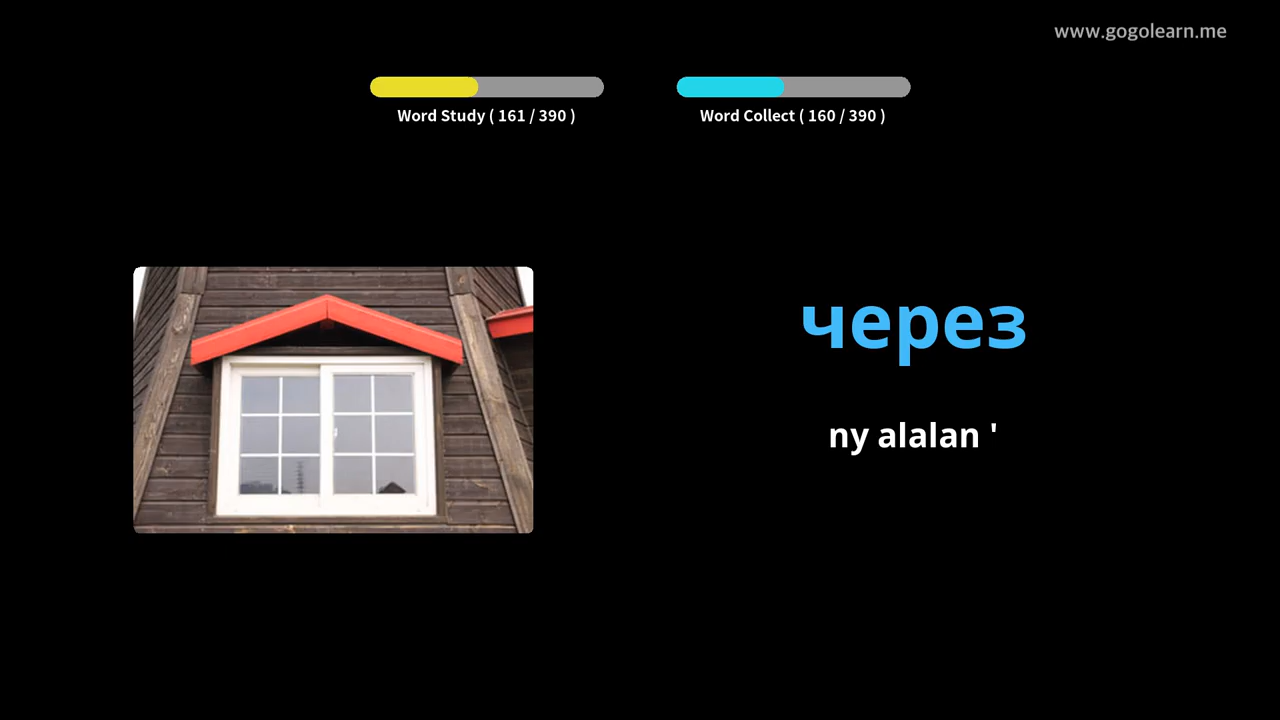 www.gogolearn.me
Word Study ( 161 / 390 )
Word Collect ( 160 / 390 )
через
ny alalan '